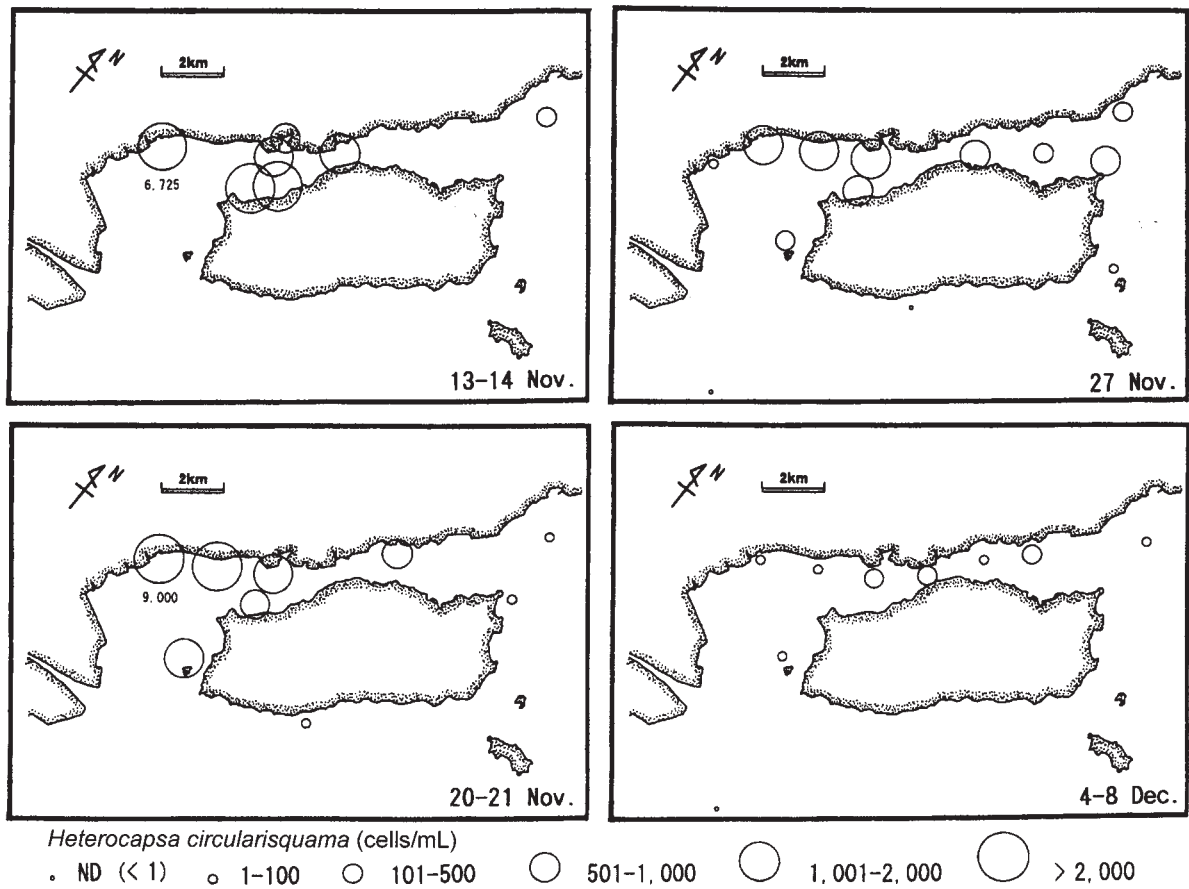 N
2km
6.725
13-14 Nov.
N
2km
27 Nov.
N
2km
9.000
20-21 Nov.
N
2km
4-8 Dec.
Heterocapsa circularisquama (cells/mL)
ND (< 1) 1-100 101-500 501-1,000 1,001-2,000 > 2,000